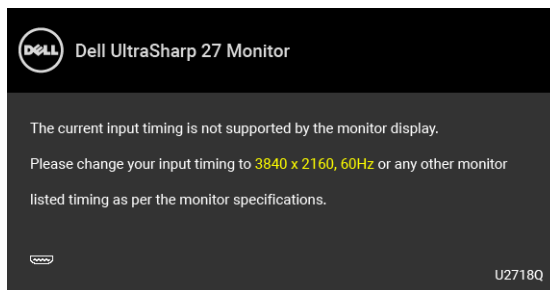 DELL
Dell UltraSharp 27 Monitor
The current input timing is not supported by the monitor display.
Please change your input timing to 3840 x 2160, 60Hz or any other monitor
listed timing as per the monitor specifications.
U2718Q